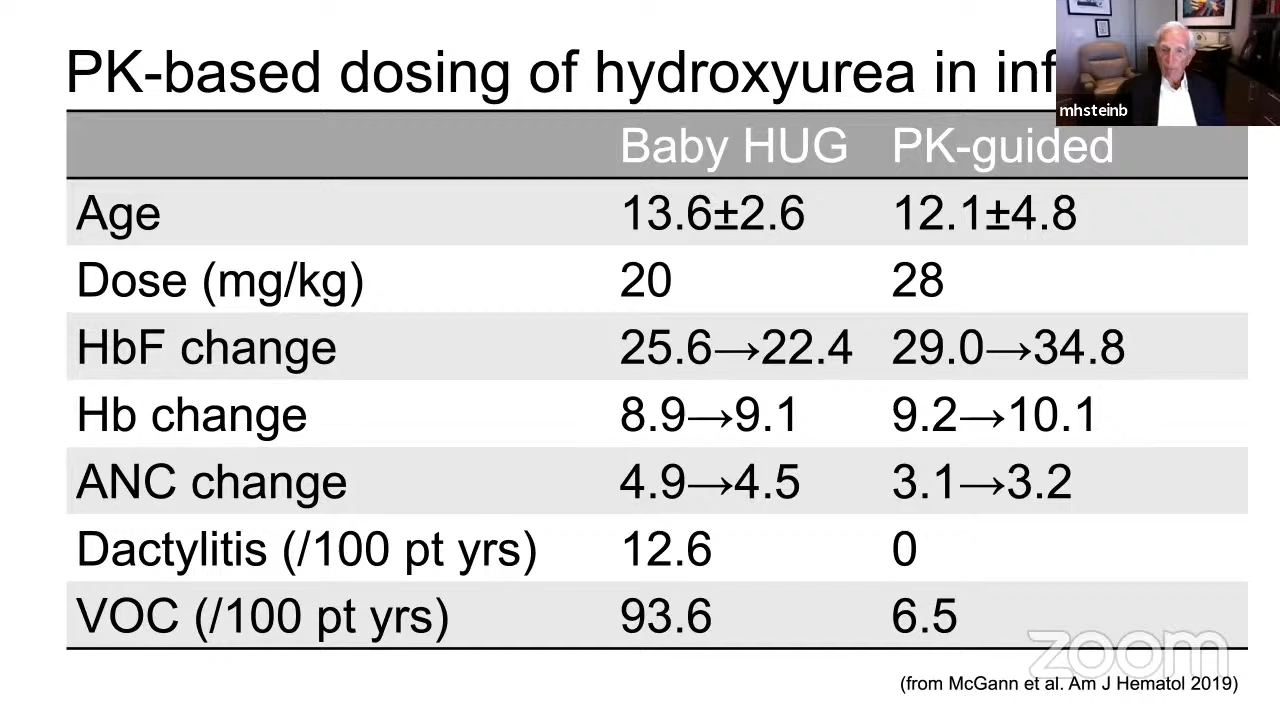 PK-based dosing of hydroxyurea in inf
mhsteinb
Baby HUG PK-guided
Age 13.6±2.6 12.1±4.8
Dose (mg/kg) 20 28
HbF change 25.6→22.4 29.0→34.8
Hb change 8.9→9.1 9.2→10.1
ANC change 4.9→4.5 3.1→3.2
Dactylitis (/100 pt yrs) 12.6 0
VOC (/100 pt yrs) 93.6 6.5
zoom
(from McGann et al. Am J Hematol 2019)